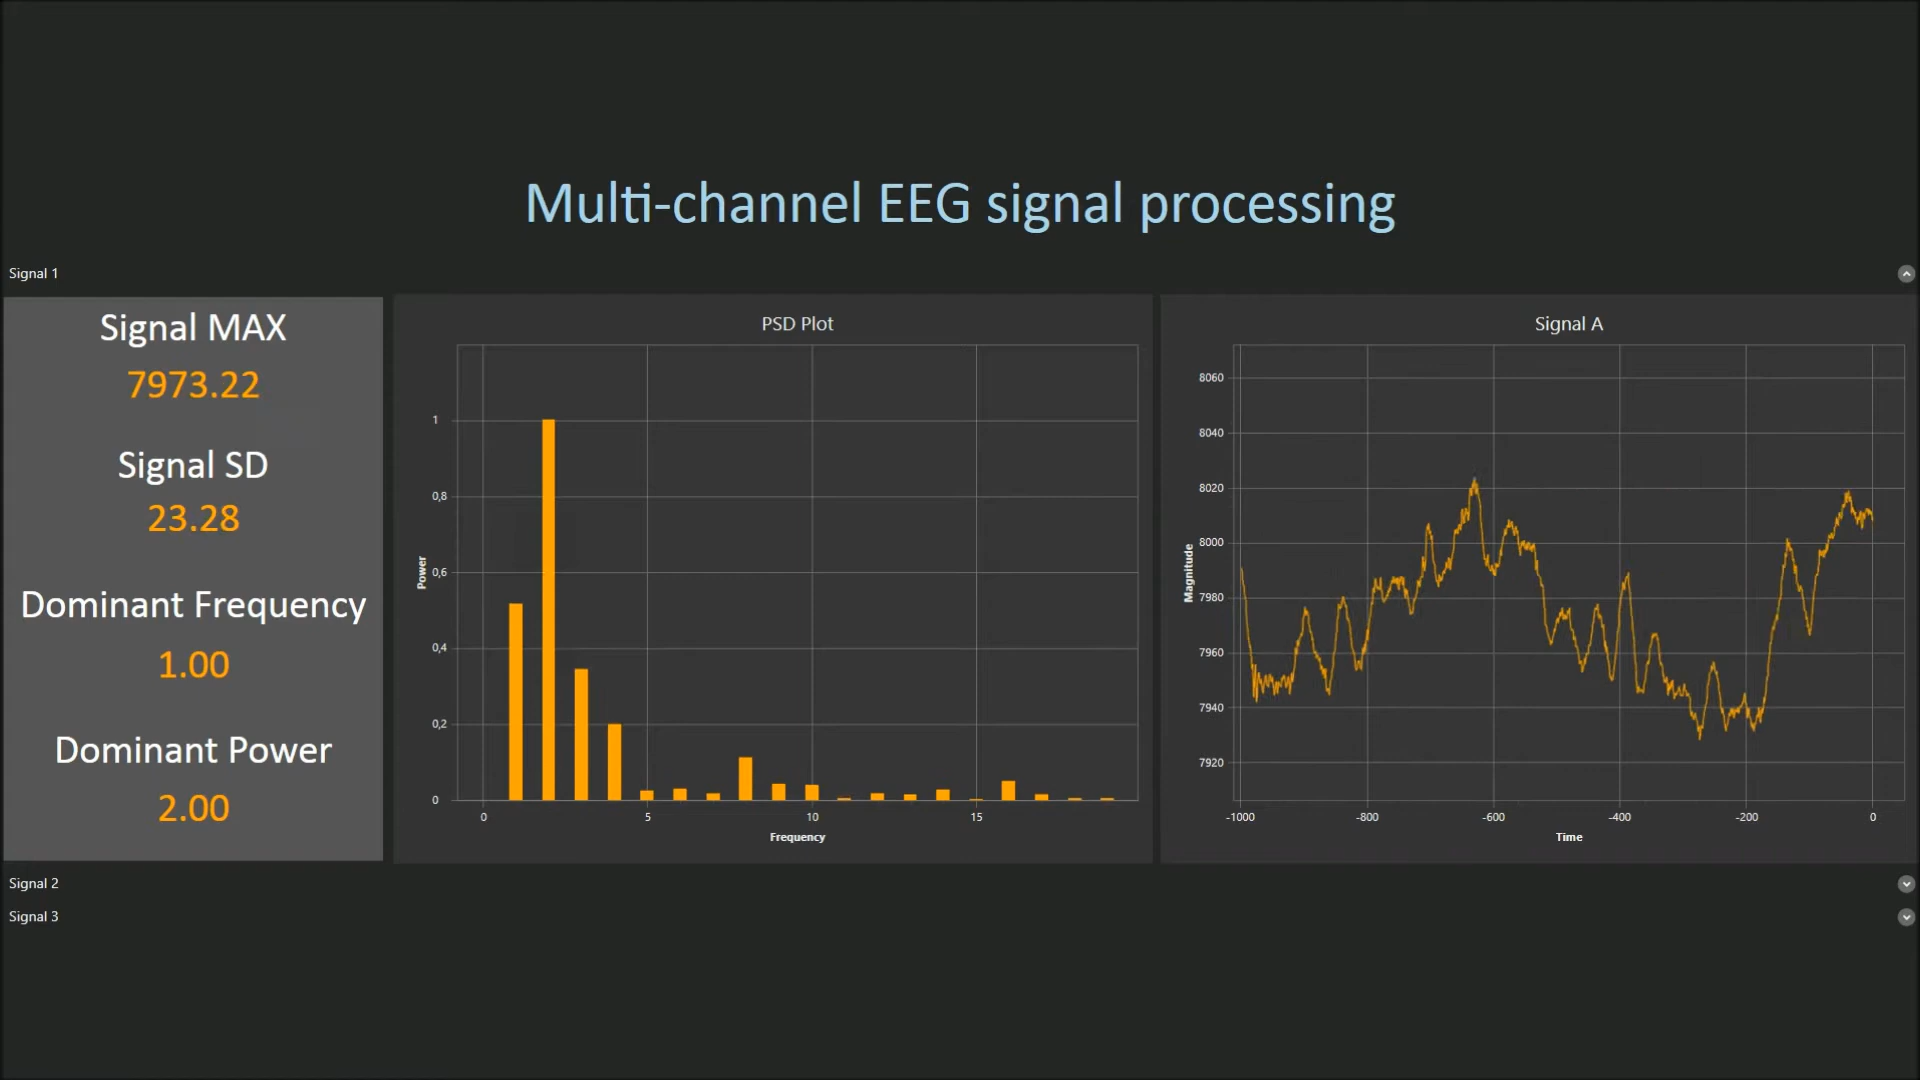 Multi-channel EEG signal processing
Signal 1
Signal MAX
7973.22
Signal SD
23.28
Dominant Frequency
1.00
Dominant Power
2.00
PSD Plot
1
0,8
0,6
0,4
0,2
0
Power
0 5 10 15
Frequency
Signal A
8060
8040
8020
8000
7980
7960
7940
7920
Magnitude
-1000 -800 -600 -400 -200 0
Time
Signal 2
Signal 3